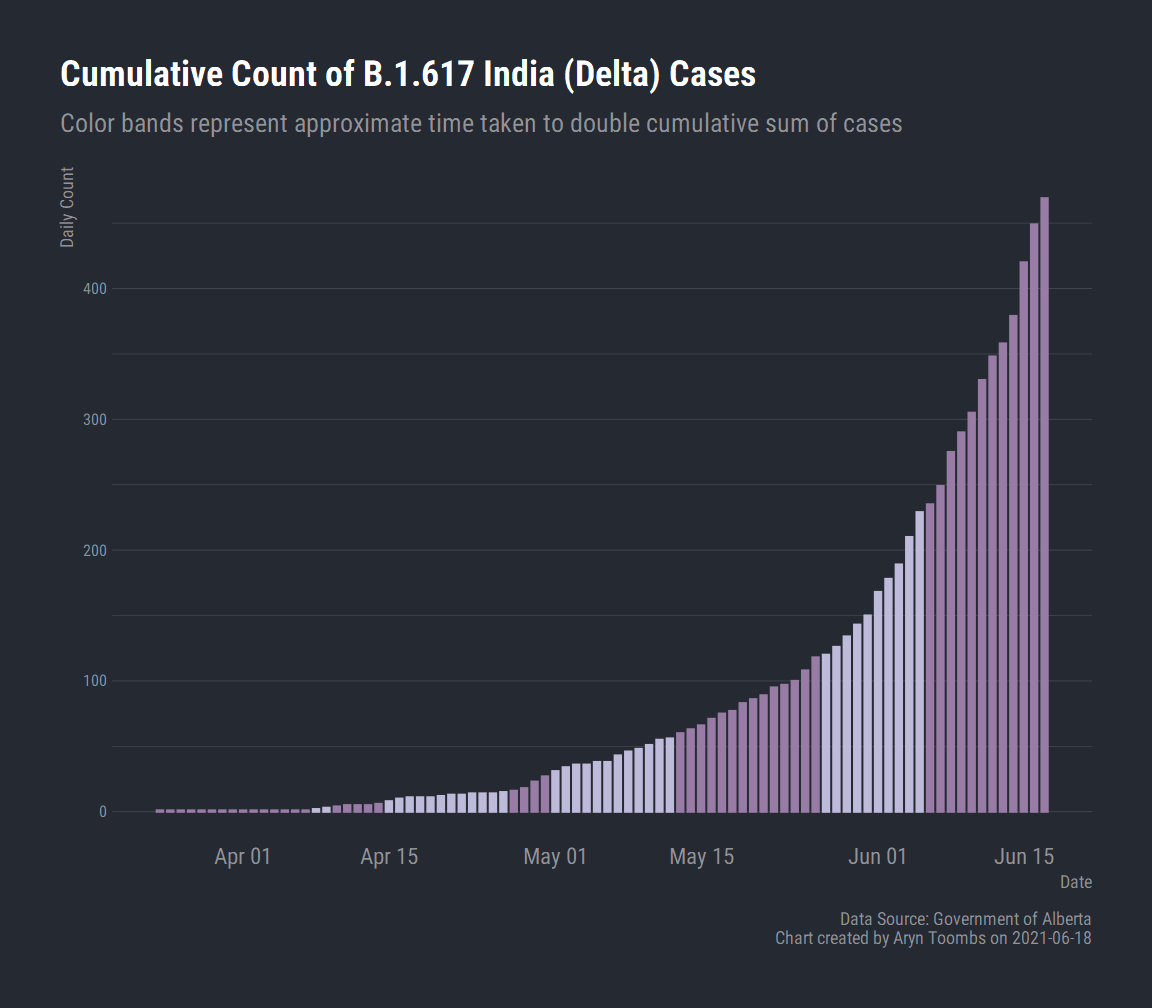 Cumulative Count of B.1.617 India (Delta) Cases
Color bands represent approximate time taken to double cumulative sum of cases
Daily Count
400
300
200
100
0
Apr 01
Apr 15
May 01
May 15
Jun 01
Jun 15
Date
Data Source: Government of Alberta
Chart created by Aryn Toombs on 2021-06-18